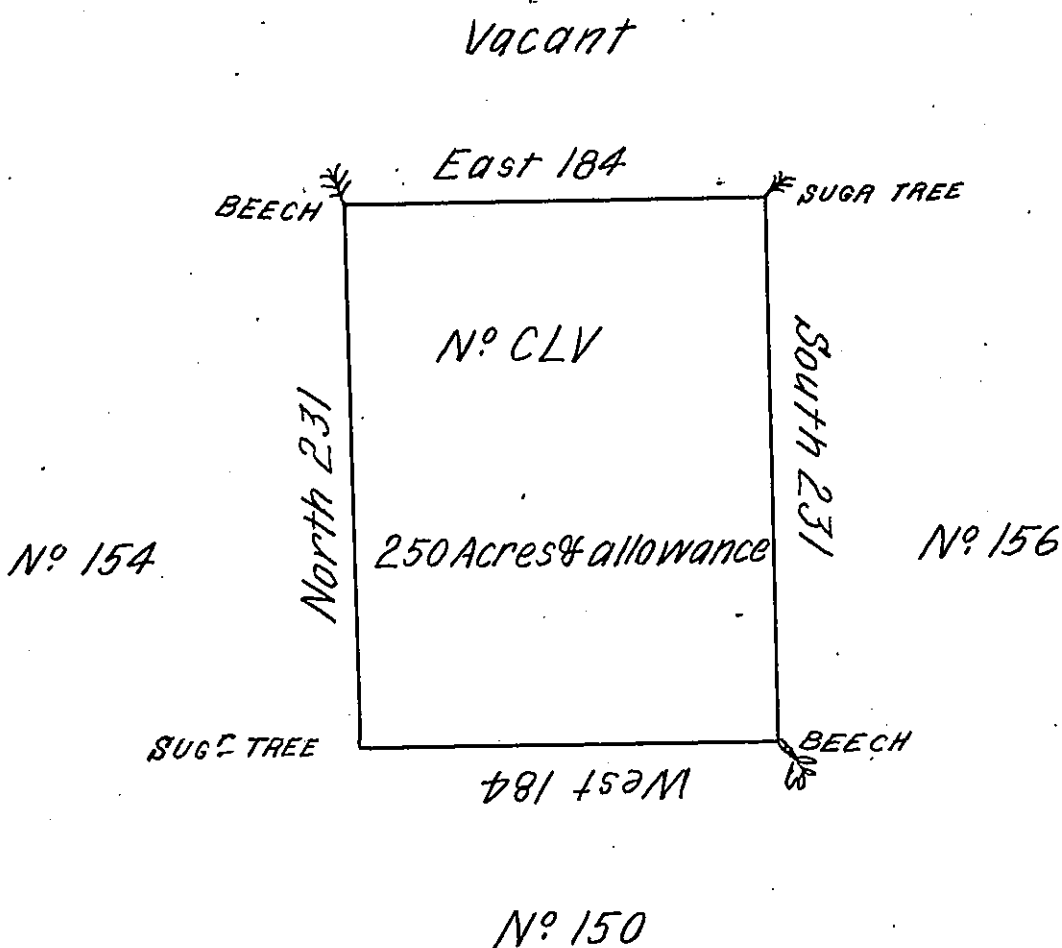 Vacant
East 184
BEECH
SUGR TREE
Nº CLV
North 231
South 231
Nº 154
250 Acres & allowance
Nº 156
SUGr TREE
BEECH
West 184
Nº 150